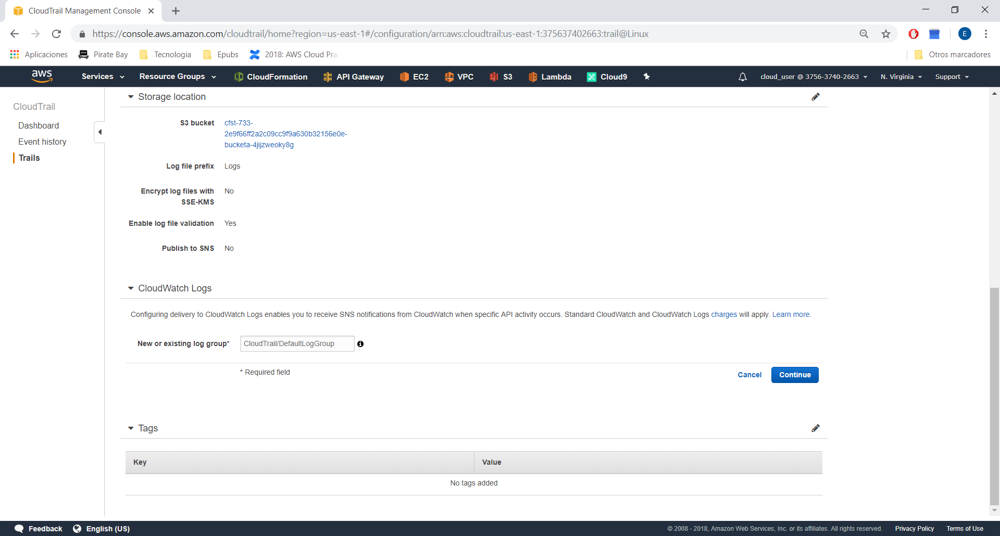 CloudTrail Management Console
https://console.aws.amazon.com/cloudtrail/home?region=us-east-1#/configuration/arn:aws:cloudtrail:us-east-1:375637402663:trail@Linux
E
Aplicaciones Pirate Bay Tecnologia Epubs 2018: AWS Cloud Pra Otros marcadores
aws Services Resource Groups CloudFormation API Gateway EC2 VPC S3 Lambda Cloud9 cloud_user @ 3756-3740-2663 N. Virginia Support
CloudTrail
Dashboard
Event history
Trails
Storage location
S3 bucket cfst-733-
2e9f66ff2a2c09cc9f9a630b32156e0e-
bucketa-4jijzweoky8g
Log file prefix Logs
Encrypt log files with No
SSE-KMS
Enable log file validation Yes
Publish to SNS No
CloudWatch Logs
Configuring delivery to CloudWatch Logs enables you to receive SNS notifications from CloudWatch when specific API activity occurs. Standard CloudWatch and CloudWatch Logs charges will apply. Learn more.
New or existing log group* CloudTrail/DefaultLogGroup
* Required field
Cancel Continue
Tags
Key Value
No tags added
Feedback English (US) © 2008 - 2018, Amazon Web Services, Inc. or its affiliates. All rights reserved. Privacy Policy Terms of Use